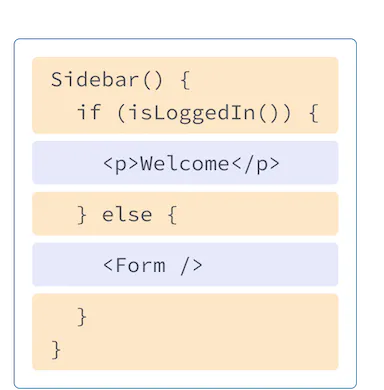 Sidebar() {
  if (isLoggedIn()) {
    <p>Welcome</p>
  } else {
    <Form />
  }
}